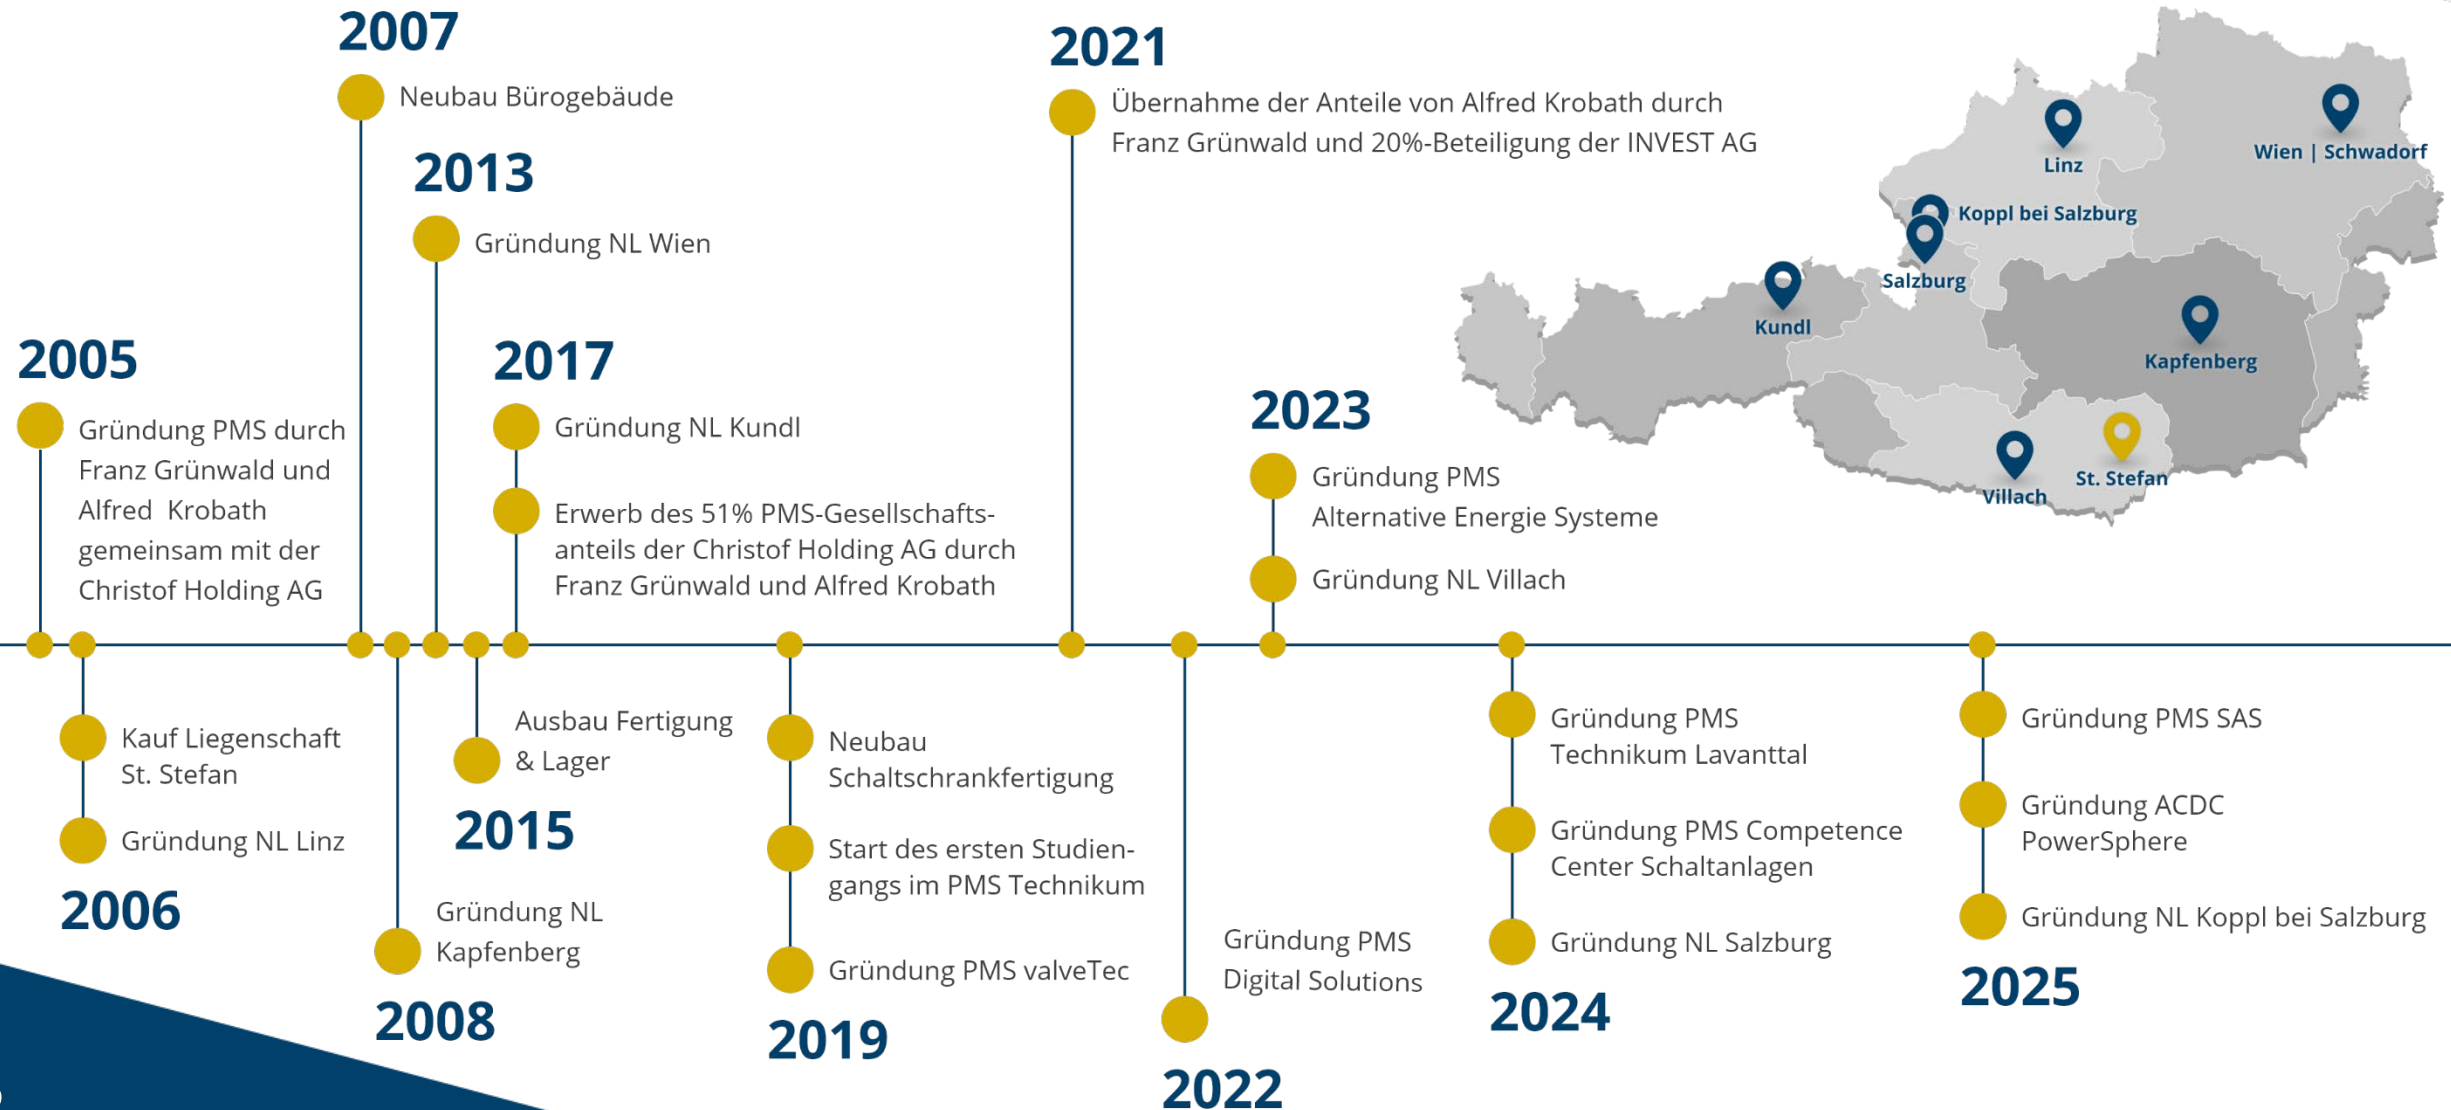 2007
Neubau Bürogebäude
2013
Gründung NL Wien
2005
Gründung PMS durch
Franz Grünwald und
Alfred Krobath
gemeinsam mit der
Christof Holding AG
2017
Gründung NL Kundl
Erwerb des 51% PMS-Gesellschafts-
anteils der Christof Holding AG durch
Franz Grünwald und Alfred Krobath
2021
Übernahme der Anteile von Alfred Krobath durch
Franz Grünwald und 20%-Beteiligung der INVEST AG
2023
Gründung PMS
Alternative Energie Systeme
Gründung NL Villach
Linz
Wien | Schwadorf
Koppl bei Salzburg
Salzburg
Kundl
Kapfenberg
St. Stefan
Villach
Kauf Liegenschaft
St. Stefan
Gründung NL Linz
2006
Gründung NL
Kapfenberg
2008
Ausbau Fertigung
& Lager
2015
Neubau
Schaltschrankfertigung
Start des ersten Studien-
gangs im PMS Technikum
Gründung PMS valveTec
2019
Gründung PMS
Digital Solutions
2022
Gründung PMS
Technikum Lavanttal
Gründung PMS Competence
Center Schaltanlagen
Gründung NL Salzburg
2024
Gründung PMS SAS
Gründung ACDC
PowerSphere
Gründung NL Koppl bei Salzburg
2025